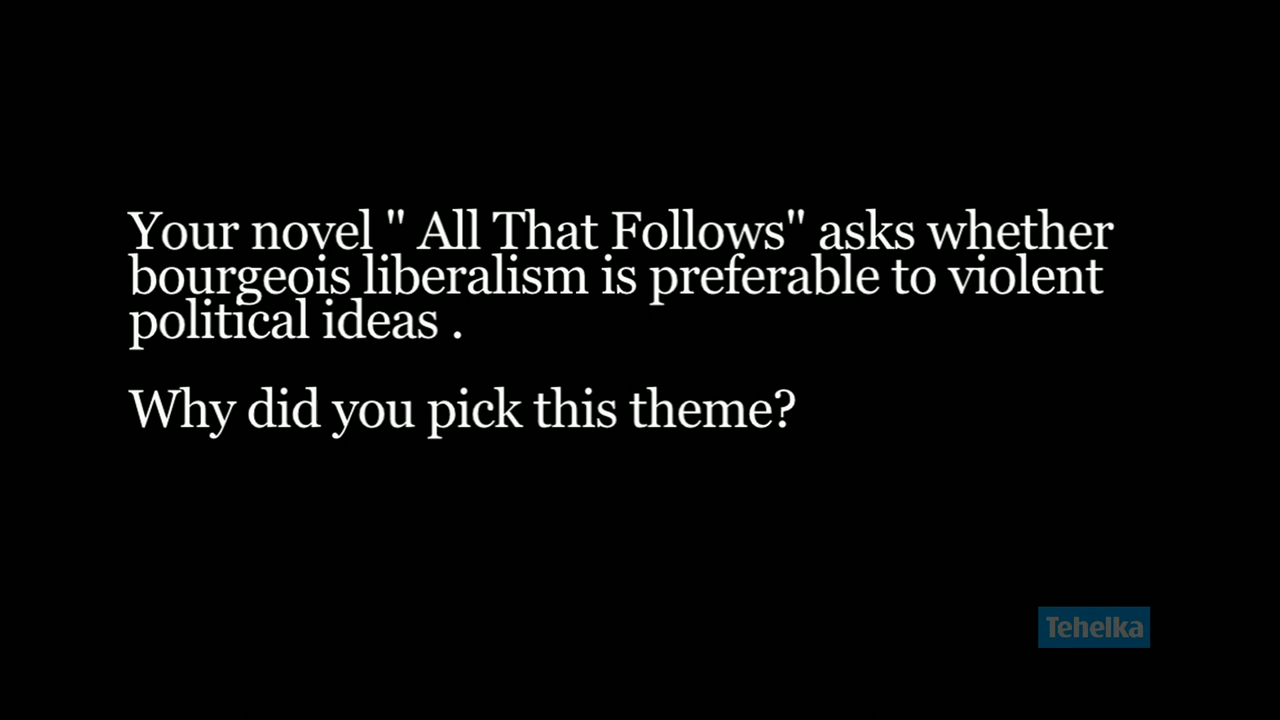 Your novel " All That Follows" asks whether
bourgeois liberalism is preferable to violent
political ideas .
Why did you pick this theme?
Tehelka